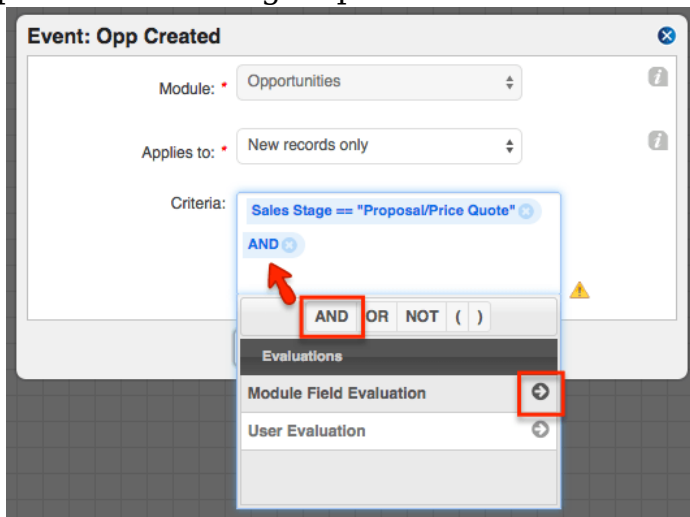 Event: Opp Created
Module: * Opportunities
Applies to: * New records only
Criteria: Sales Stage == "Proposal/Price Quote"
AND
AND OR NOT ( )
Evaluations
Module Field Evaluation
User Evaluation